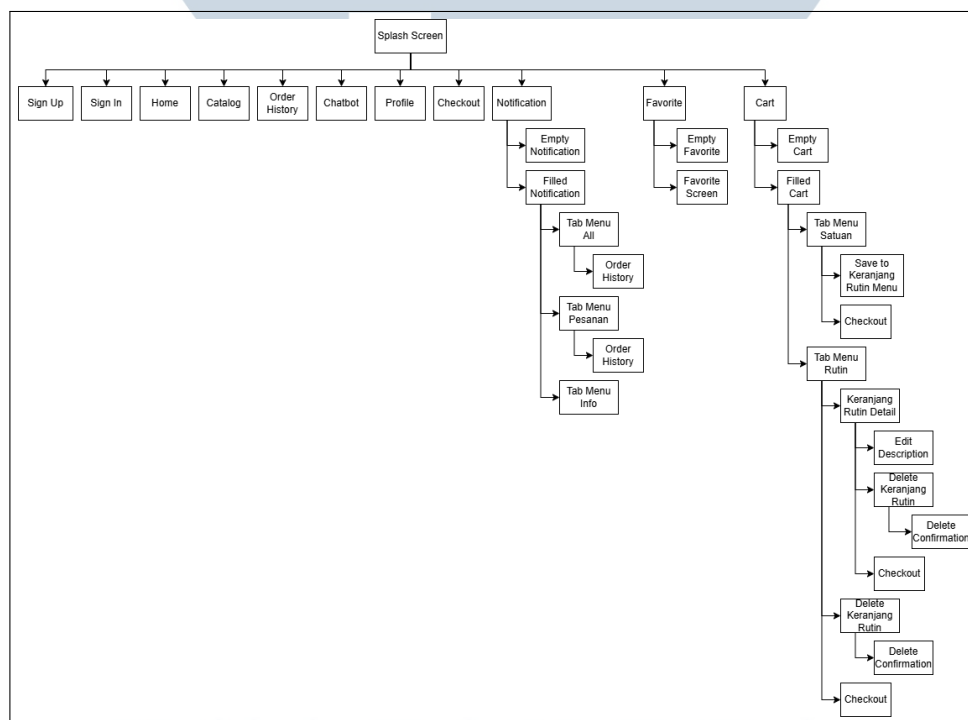 Splash Screen
Sign Up
Sign In
Home
Catalog
Order
History
Chatbot
Profile
Checkout
Notification
Favorite
Cart
Empty
Notification
Filled
Notification
Tab Menu
All
Order
History
Tab Menu
Pesanan
Order
History
Tab Menu
Info
Empty
Favorite
Favorite
Screen
Empty
Cart
Filled
Cart
Tab Menu
Satuan
Save to
Keranjang
Rutin Menu
Checkout
Tab Menu
Rutin
Keranjang
Rutin Detail
Edit
Description
Delete
Keranjang
Rutin
Delete
Confirmation
Checkout
Delete
Keranjang
Rutin
Delete
Confirmation
Checkout